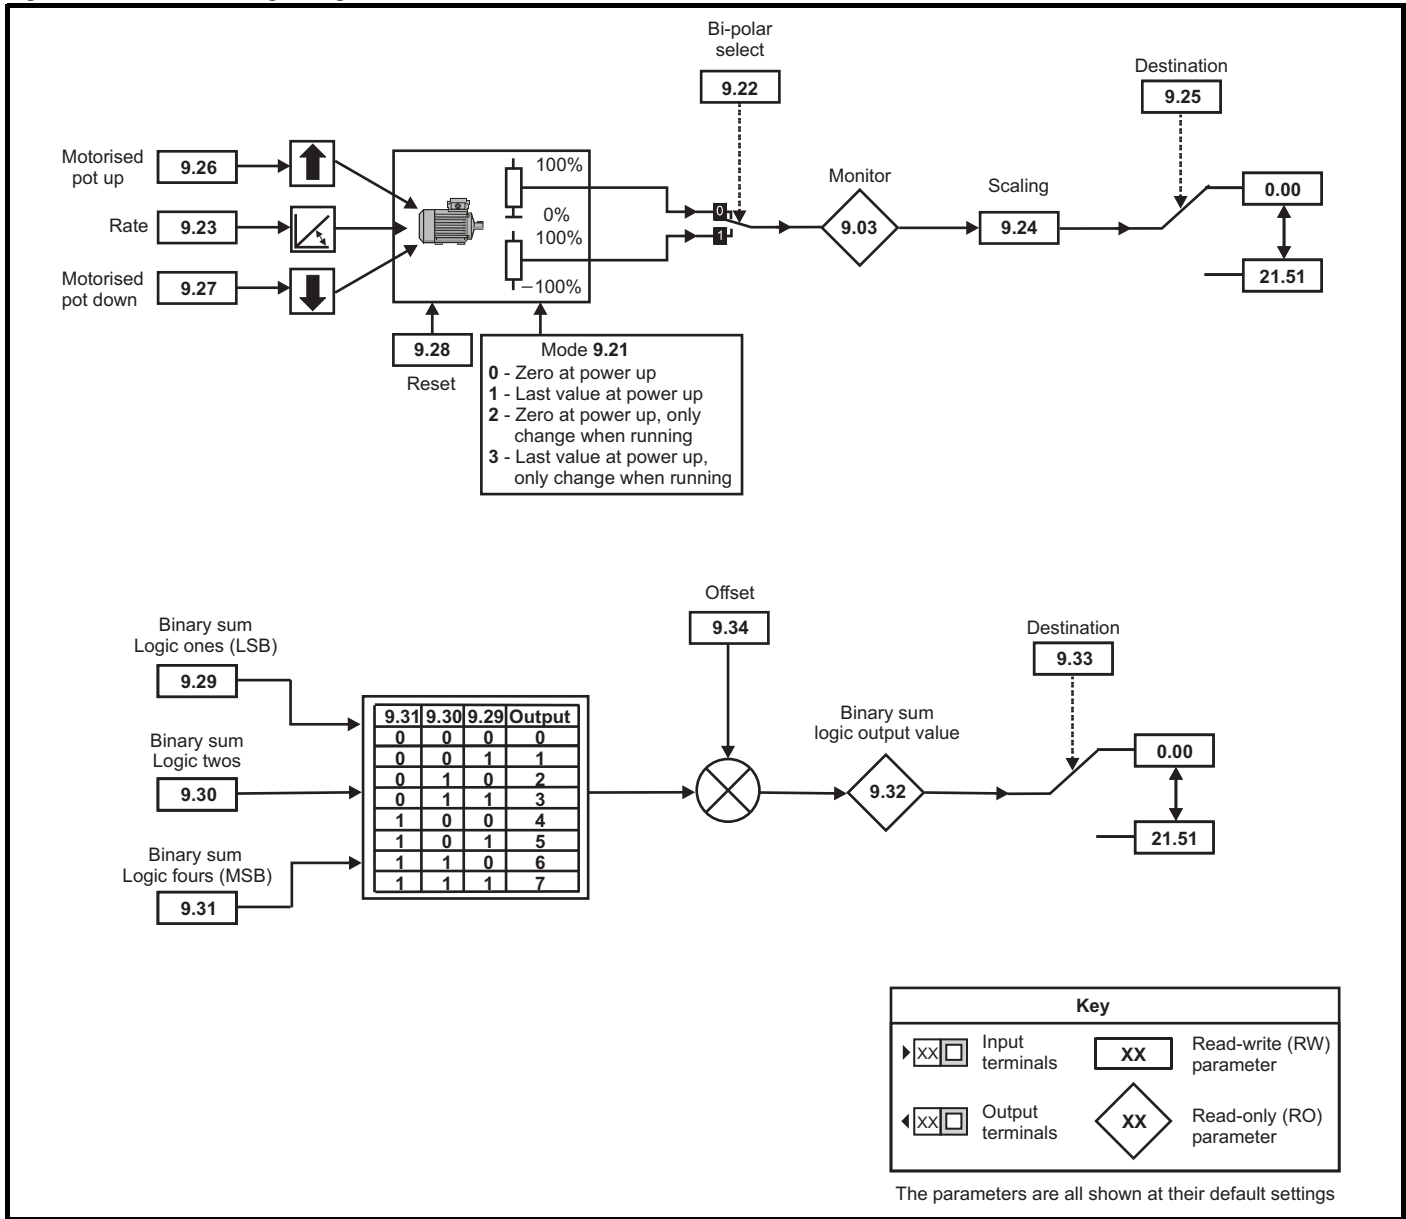 Bi-polar
select
9.22
Destination
9.25
Motorised
pot up
9.26
Rate
9.23
Motorised
pot down
9.27
100%
0%
100%
−100%
0
1
Monitor
9.03
Scaling
9.24
0.00
21.51
9.28
Reset
Mode 9.21
0 - Zero at power up
1 - Last value at power up
2 - Zero at power up, only
change when running
3 - Last value at power up,
only change when running
Binary sum
Logic ones (LSB)
9.29
Binary sum
Logic twos
9.30
Binary sum
Logic fours (MSB)
9.31
9.31 9.30 9.29 Output
0 0 0 0
0 0 1 1
0 1 0 2
0 1 1 3
1 0 0 4
1 0 1 5
1 1 0 6
1 1 1 7
Offset
9.34
Binary sum
logic output value
9.32
Destination
9.33
0.00
21.51
Key
XX Input
terminals
XX Read-write (RW)
parameter
XX Output
terminals
XX Read-only (RO)
parameter
The parameters are all shown at their default settings